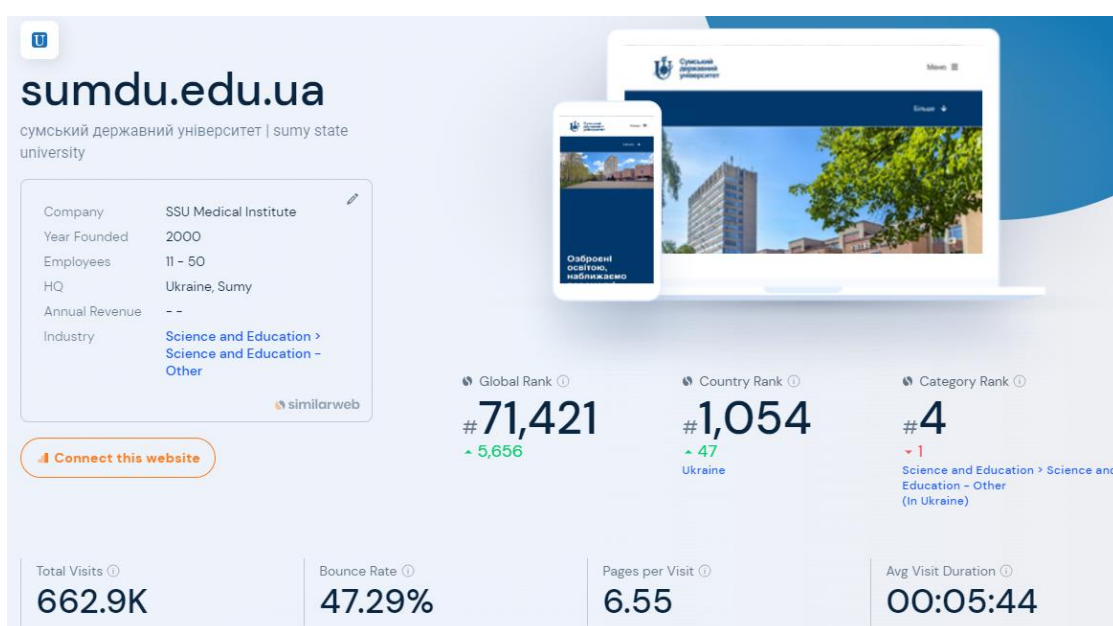 sumdu.edu.ua
сумський державний університет | sumy state
university
Company SSU Medical Institute
Year Founded 2000
Employees 11 - 50
HQ Ukraine, Sumy
Annual Revenue - -
Industry Science and Education >
Science and Education -
Other
similarweb
Connect this website
Сумський
державний
університет
Меню
Більше
Озброєні
освітою,
наближаємо
Global Rank
#71,421
5,656
Country Rank
#1,054
47
Ukraine
Category Rank
#4
1
Science and Education > Science and
Education - Other
(In Ukraine)
Total Visits
662.9K
Bounce Rate
47.29%
Pages per Visit
6.55
Avg Visit Duration
00:05:44